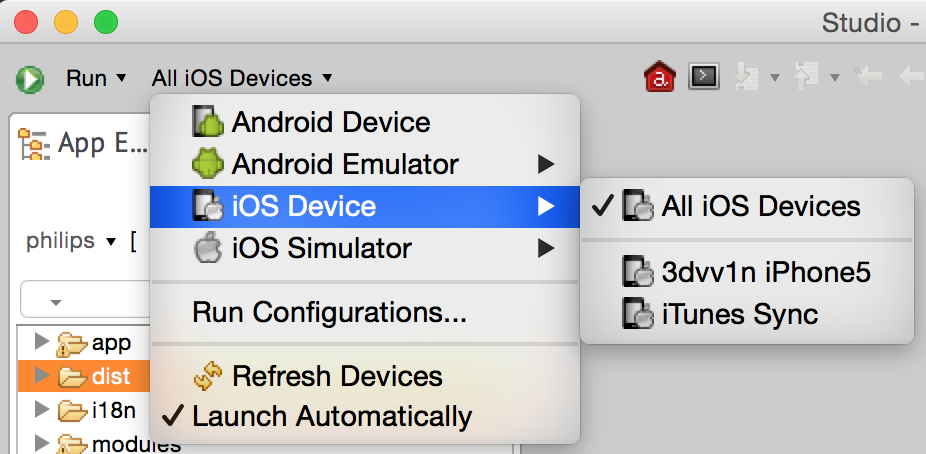 Studio -
Run
All iOS Devices
App E...
philips
[
app
dist
i18n
modules
Android Device
Android Emulator
iOS Device
iOS Simulator
Run Configurations...
Refresh Devices
Launch Automatically
All iOS Devices
3dvv1n iPhone5
iTunes Sync